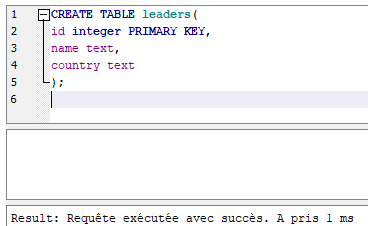 1 CREATE TABLE leaders(
2 id integer PRIMARY KEY,
3 name text,
4 country text
5 );
6
Result: Requête exécutée avec succès. A pris 1 ms